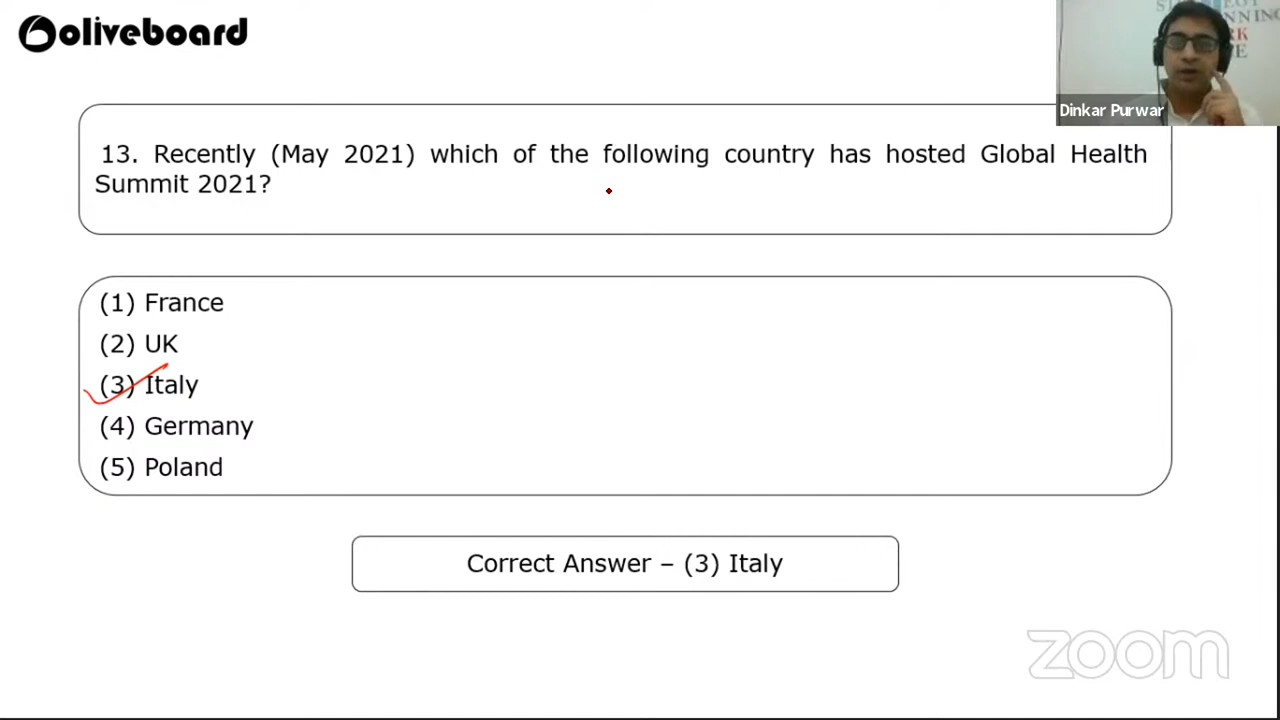 oliveboard
Dinkar Purwar
13. Recently (May 2021) which of the following country has hosted Global Health
Summit 2021?
(1) France
(2) UK
(3) Italy
(4) Germany
(5) Poland
Correct Answer – (3) Italy
zoom